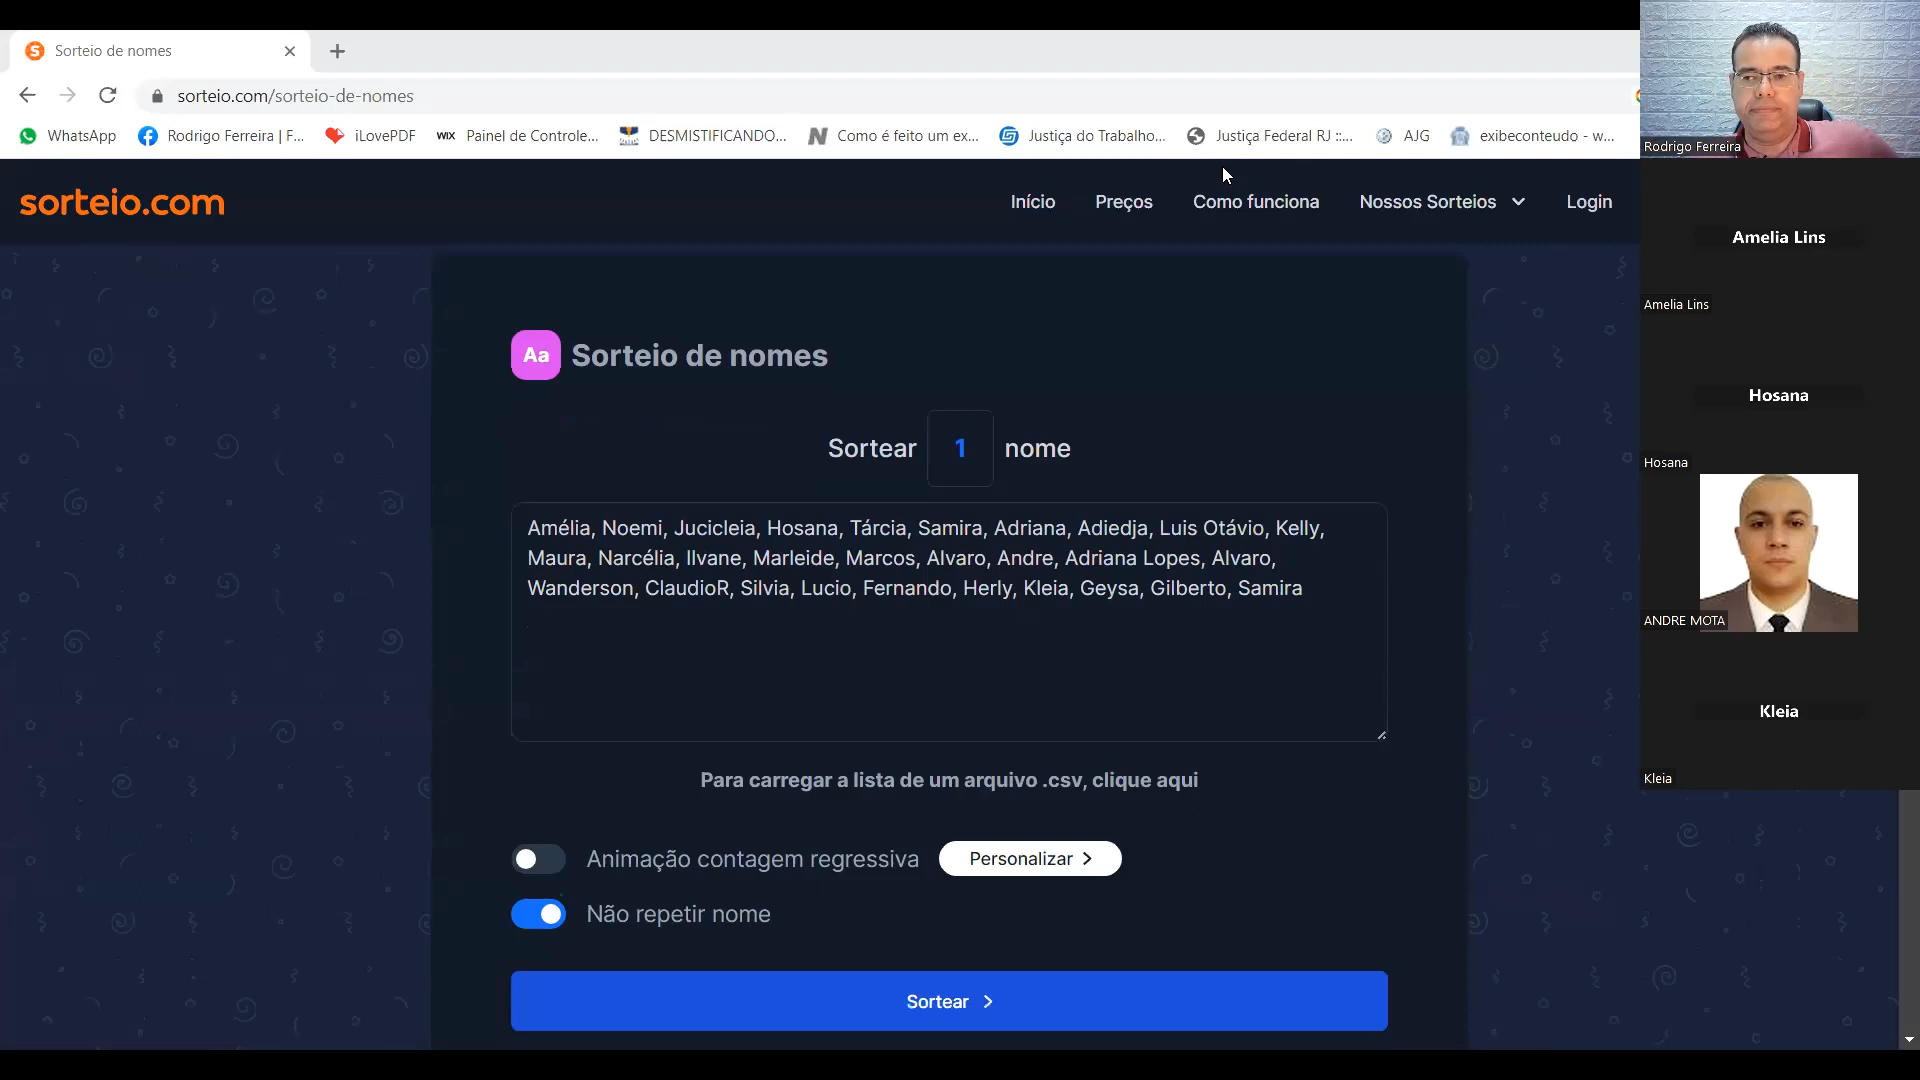 Sorteio de nomes
sorteio.com/sorteio-de-nomes
WhatsApp
Rodrigo Ferreira | F...
iLovePDF
WIX Painel de Controle...
DESMISTIFICANDO...
Como é feito um ex...
Justiça do Trabalho...
Justiça Federal RJ ::...
AJG
exibeconteudo - w...
sorteio.com
Início
Preços
Como funciona
Nossos Sorteios
Login
Aa Sorteio de nomes
Sortear 1 nome
Amélia, Noemi, Jucicleia, Hosana, Tárcia, Samira, Adriana, Adiedja, Luis Otávio, Kelly,
Maura, Narcélia, Ilvane, Marleide, Marcos, Alvaro, Andre, Adriana Lopes, Alvaro,
Wanderson, ClaudioR, Silvia, Lucio, Fernando, Herly, Kleia, Geysa, Gilberto, Samira
Para carregar a lista de um arquivo .csv, clique aqui
Animação contagem regressiva
Personalizar
Não repetir nome
Sortear
Rodrigo Ferreira
Amelia Lins
Amelia Lins
Hosana
Hosana
ANDRE MOTA
Kleia
Kleia